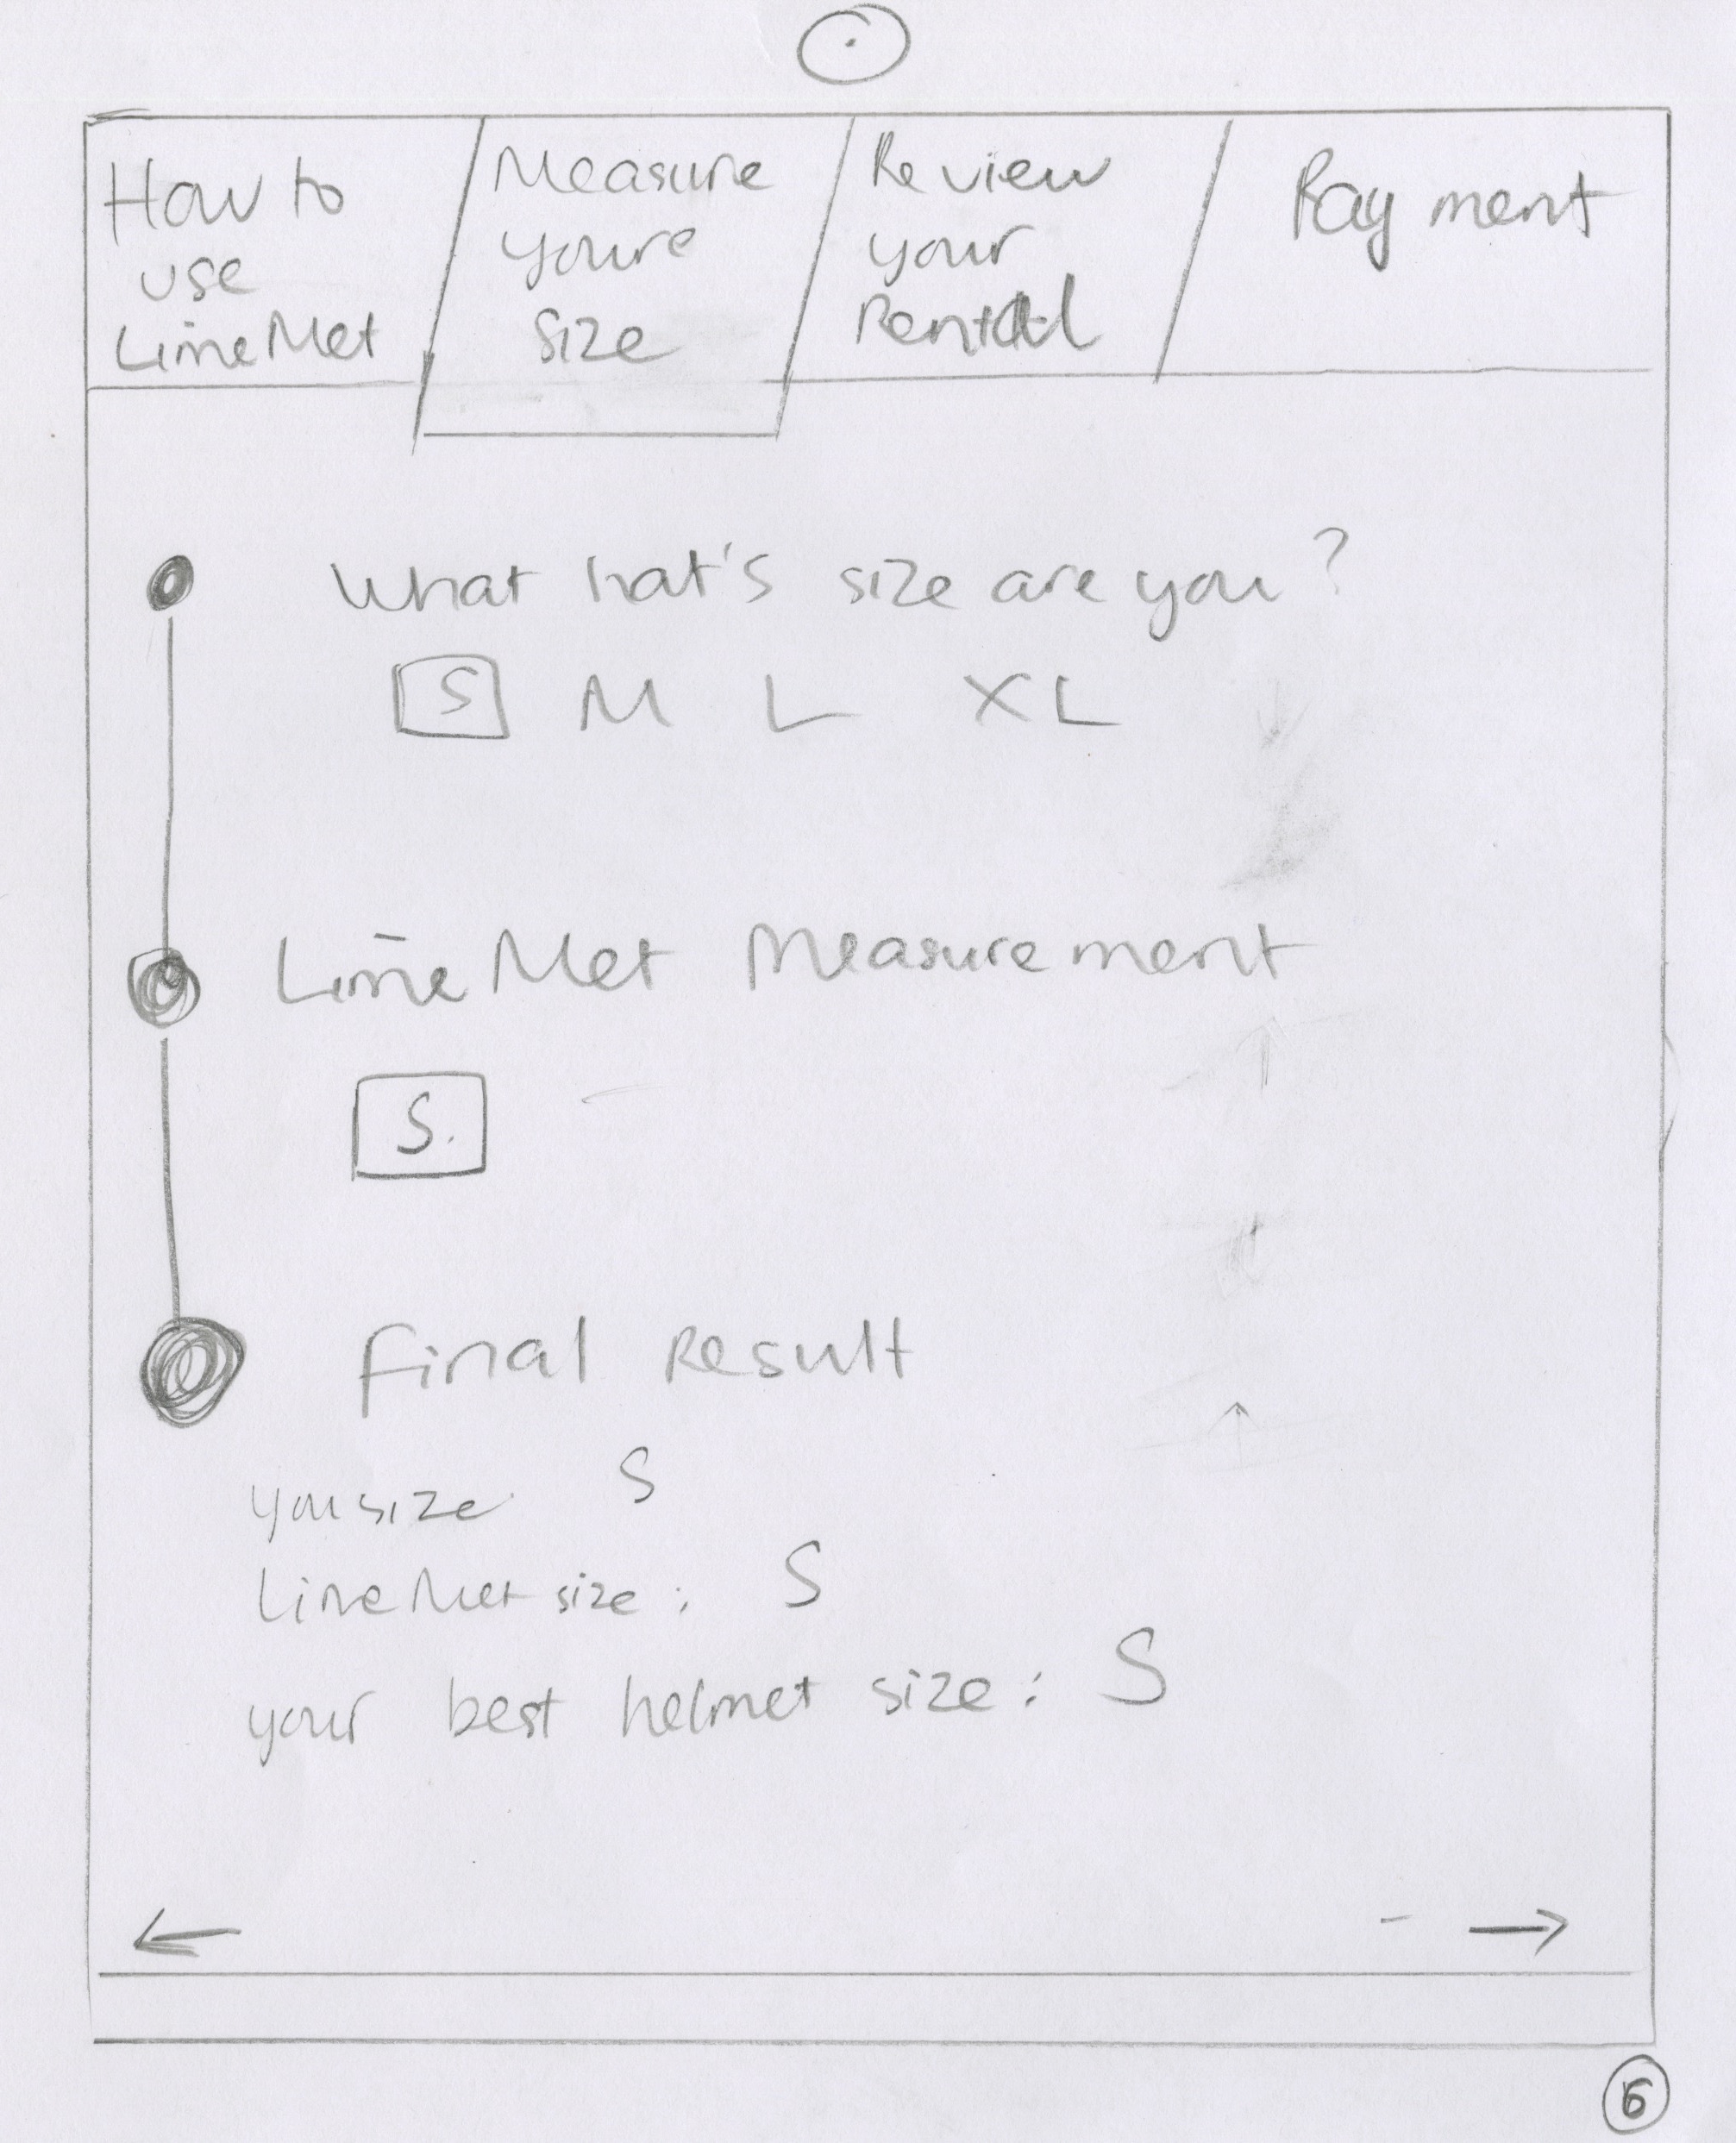 How to
use
LimeMet
Measure
youre
size
Review
your
Rental
Payment
What hat's size are you?
S M L XL
LimeMet Measurement
S.
Final Result
you size S
LimeMet size: S
your best helmet size: S
6